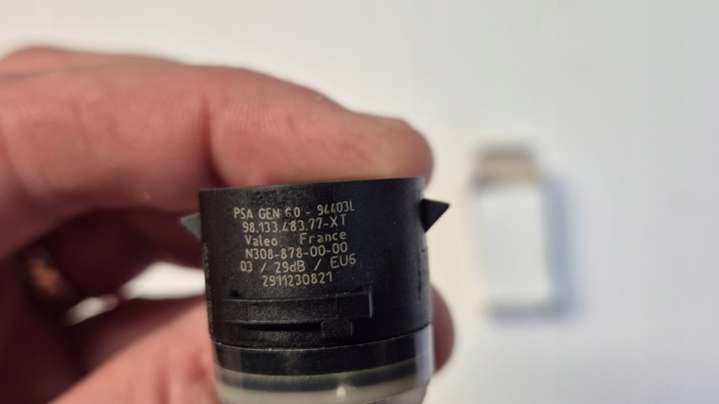 PSA GEN 6.0 - 94403L
98.133.483.77-XT
Valeo France
N308-878-00-00
03 / 29dB / EU5
2911230821